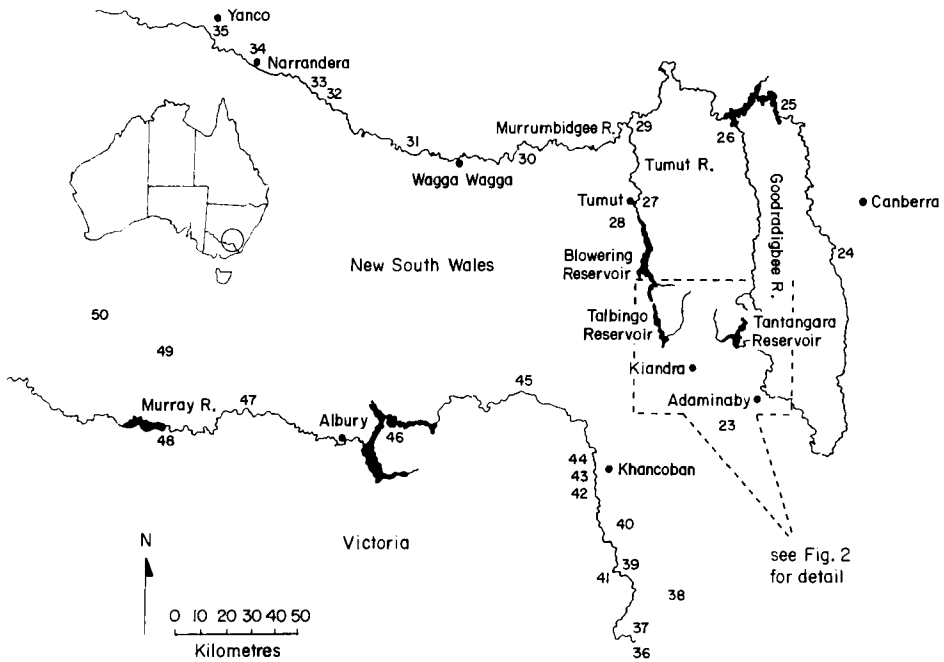 Yanco
35
34
Narrandera
33
32
31
Wagga Wagga
30
Murrumbidgee R.
29
Tumut R.
26
25
Tumut
27
28
Goodradigbee R.
Canberra
24
Blowering
Reservoir
New South Wales
Talbingo
Reservoir
Tantangara
Reservoir
Kiandra
Adaminaby
23
50
49
Murray R.
48
47
Albury
46
45
44
43
42
Khancoban
40
39
41
38
37
36
Victoria
see Fig. 2
for detail
N
0 10 20 30 40 50
Kilometres